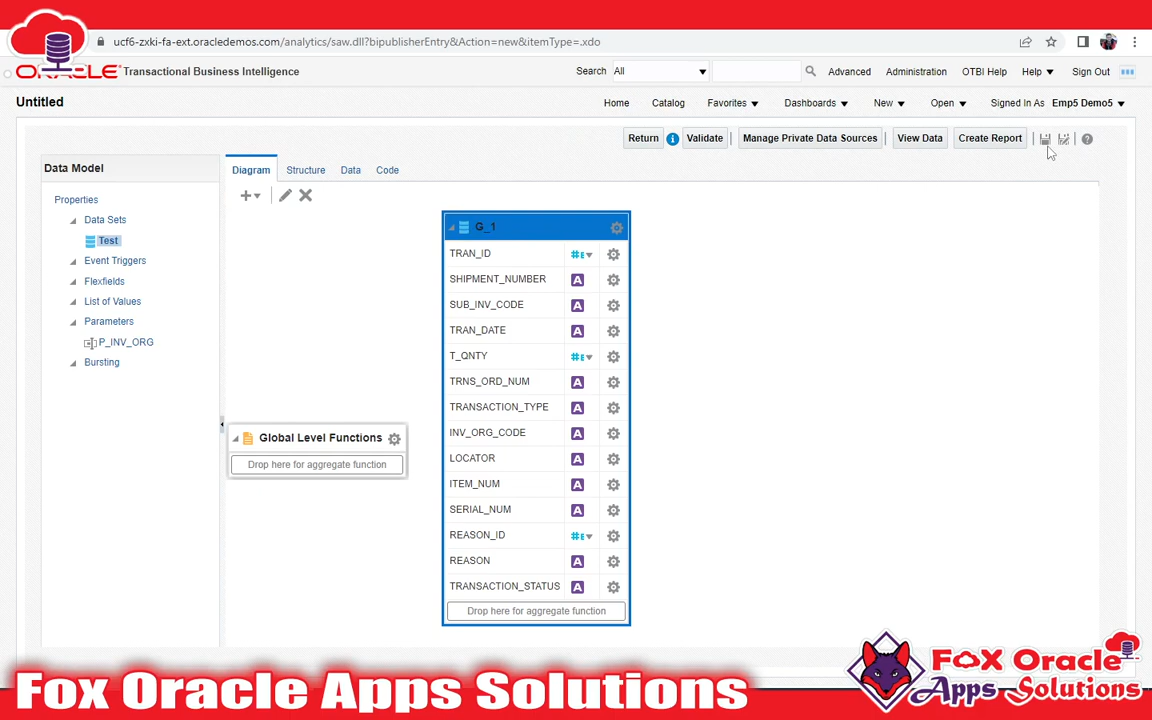 ucf6-zxki-fa-ext.oracledemos.com/analytics/saw.dll?bipublisherEntry&Action=new&itemType=.xdo
ORACLE Transactional Business Intelligence
Search All Advanced Administration OTBI Help Help Sign Out
Untitled
Home Catalog Favorites Dashboards New Open Signed In As Emp5 Demo5
Return Validate Manage Private Data Sources View Data Create Report
Data Model
Diagram Structure Data Code
Properties
Data Sets
Test
Event Triggers
Flexfields
List of Values
Parameters
P_INV_ORG
Bursting
Global Level Functions
Drop here for aggregate function
G_1
TRAN_ID
SHIPMENT_NUMBER
SUB_INV_CODE
TRAN_DATE
T_QNTY
TRNS_ORD_NUM
TRANSACTION_TYPE
INV_ORG_CODE
LOCATOR
ITEM_NUM
SERIAL_NUM
REASON_ID
REASON
TRANSACTION_STATUS
Drop here for aggregate function
Fox Oracle Apps Solutions
Fox Oracle
Apps Solutions